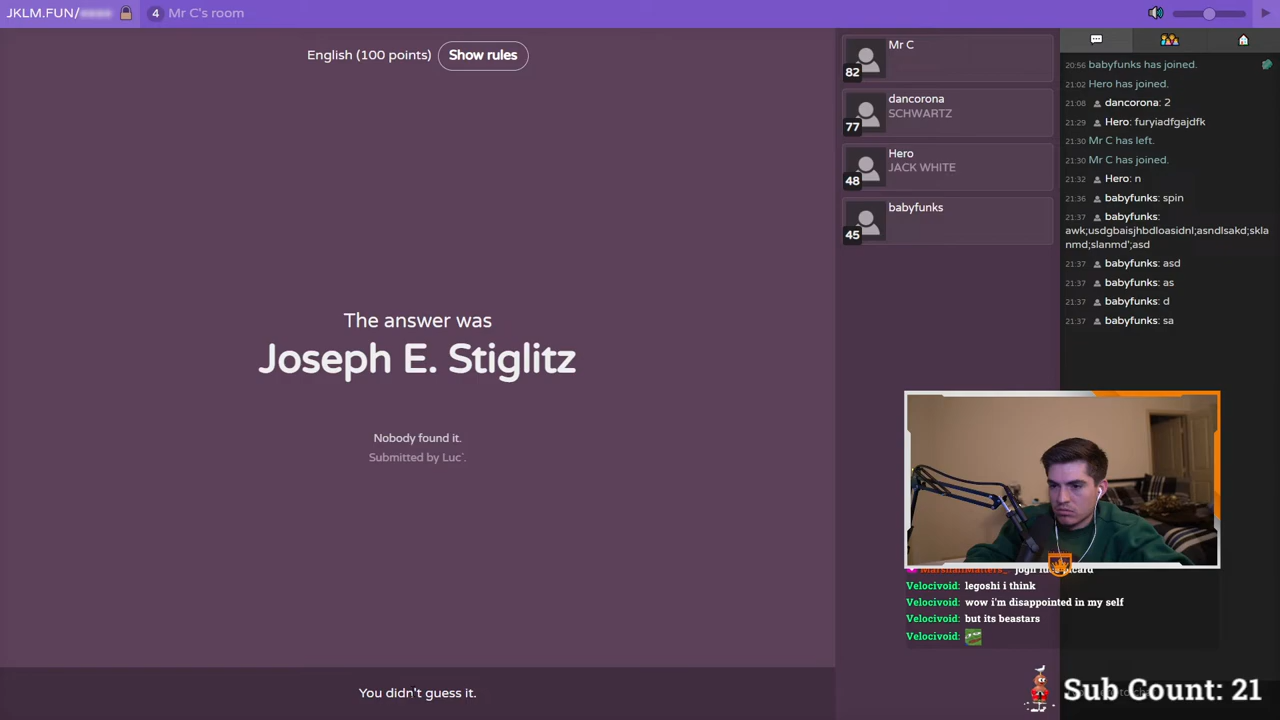 JKLM.FUN/
4 Mr C's room
English (100 points) Show rules
The answer was
Joseph E. Stiglitz
Nobody found it.
Submitted by Luc`.
You didn't guess it.
Mr C
82
dancorona
SCHWARTZ
77
Hero
JACK WHITE
48
babyfunks
45
20:56 babyfunks has joined.
21:02 Hero has joined.
21:08 dancorona: 2
21:29 Hero: furyiadfgajdfk
21:30 Mr C has left.
21:30 Mr C has joined.
21:32 Hero: n
21:36 babyfunks: spin
21:37 babyfunks:
awk;usdgbaisjhbdloasidnl;asndlsakd;skla
nmd;slanmd';asd
21:37 babyfunks: asd
21:37 babyfunks: as
21:37 babyfunks: d
21:37 babyfunks: sa
Velocivoid: legoshi i think
Velocivoid: wow i'm disappointed in my self
Velocivoid: but its beastars
Velocivoid:
Sub Count: 21